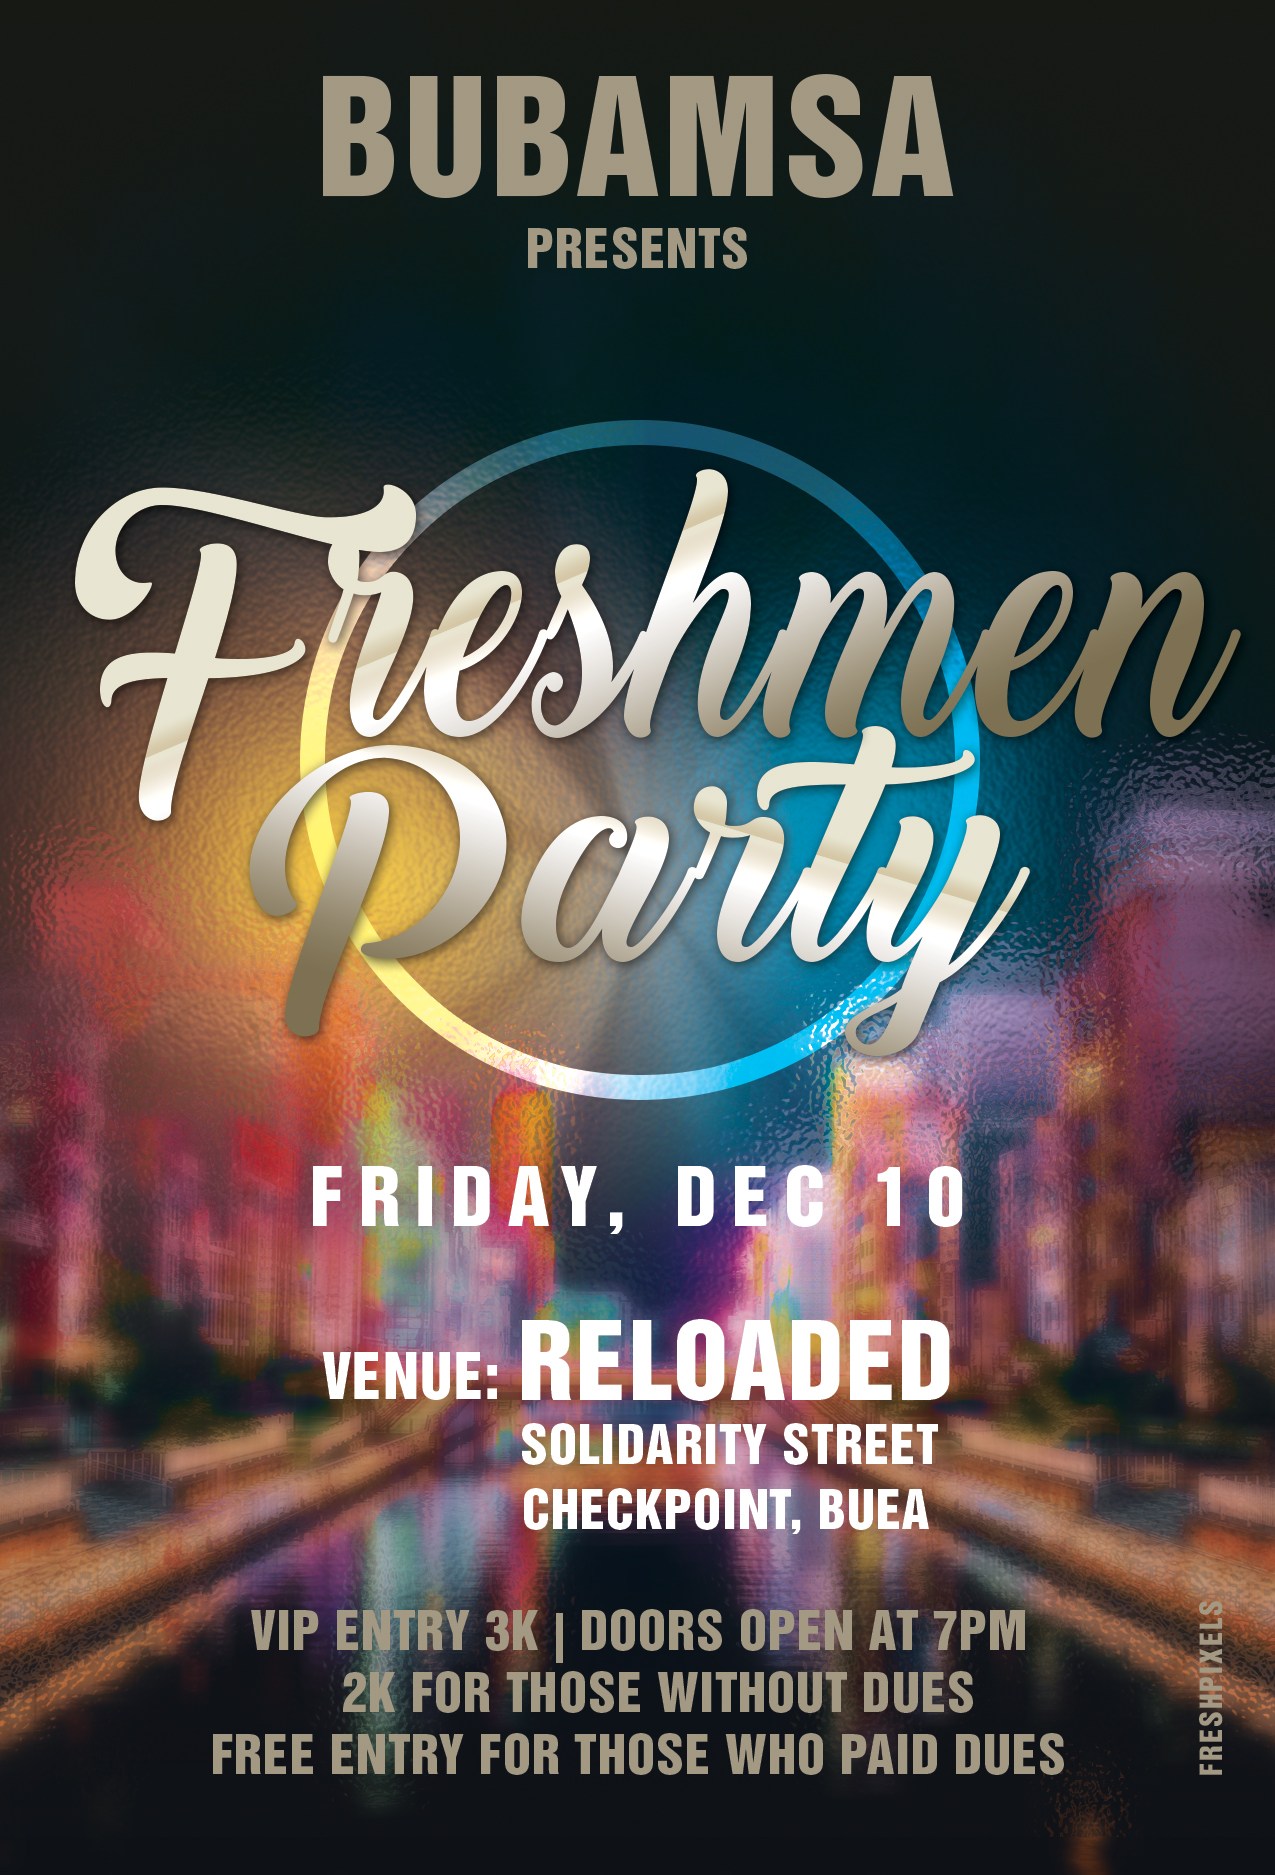 BUBAMSA
PRESENTS
Freshmen
Party
FRIDAY, DEC 10
VENUE: RELOADED
SOLIDARITY STREET
CHECKPOINT, BUEA
VIP ENTRY 3K | DOORS OPEN AT 7PM
2K FOR THOSE WITHOUT DUES
FREE ENTRY FOR THOSE WHO PAID DUES
FRESHPIXELS